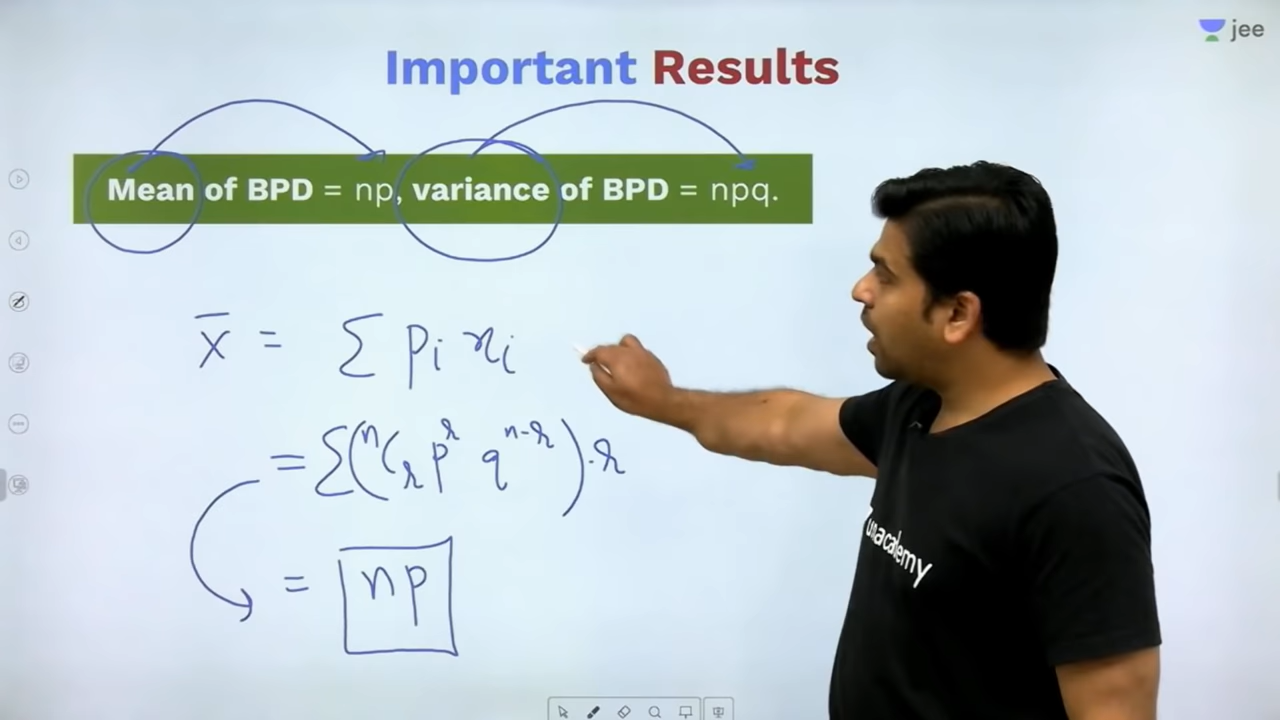 jee
Important Results
Mean of BPD = np, variance of BPD = npq.
x̄ = Σ pᵢ xᵢ
= Σ(ⁿCᵣ pʳ qⁿ⁻ʳ)·r
= np
unacademy